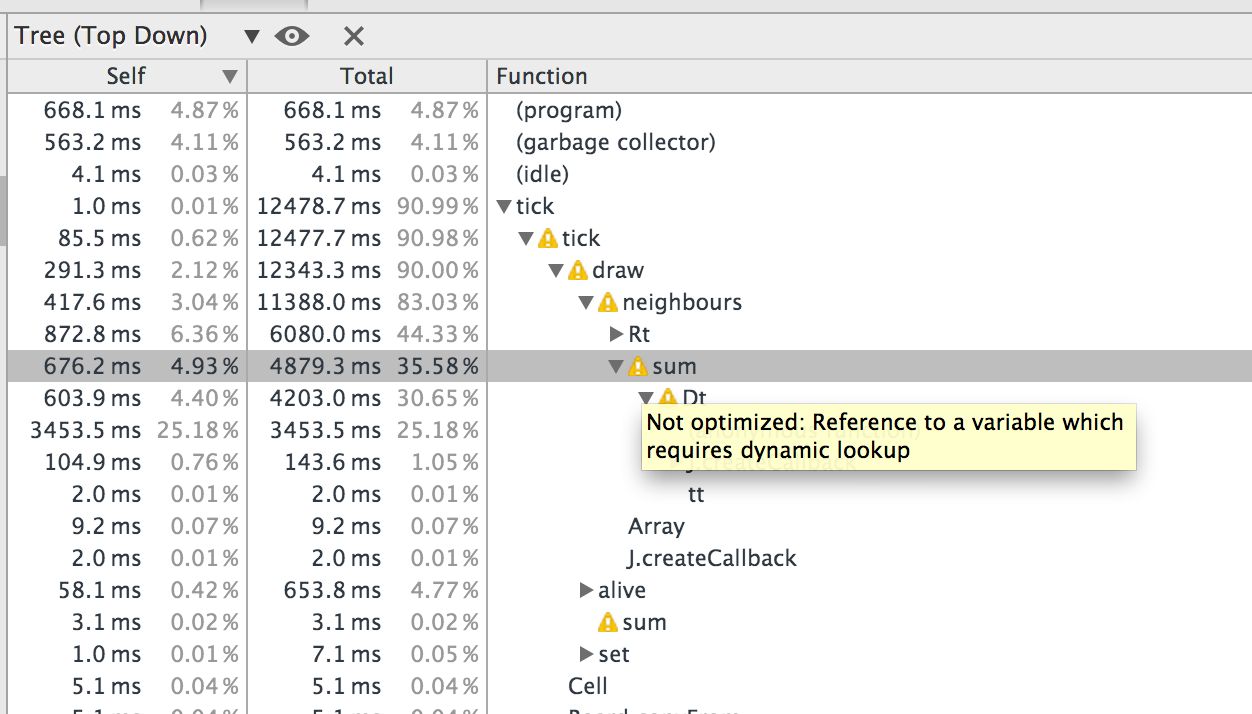 Tree (Top Down)
Self Total Function
668.1 ms 4.87 % 668.1 ms 4.87 % (program)
563.2 ms 4.11 % 563.2 ms 4.11 % (garbage collector)
4.1 ms 0.03 % 4.1 ms 0.03 % (idle)
1.0 ms 0.01 % 12478.7 ms 90.99 % tick
85.5 ms 0.62 % 12477.7 ms 90.98 % tick
291.3 ms 2.12 % 12343.3 ms 90.00 % draw
417.6 ms 3.04 % 11388.0 ms 83.03 % neighbours
872.8 ms 6.36 % 6080.0 ms 44.33 % Rt
676.2 ms 4.93 % 4879.3 ms 35.58 % sum
603.9 ms 4.40 % 4203.0 ms 30.65 % Dt
3453.5 ms 25.18 % 3453.5 ms 25.18 %
Not optimized: Reference to a variable which
requires dynamic lookup
104.9 ms 0.76 % 143.6 ms 1.05 % J.createCallback
2.0 ms 0.01 % 2.0 ms 0.01 % tt
9.2 ms 0.07 % 9.2 ms 0.07 % Array
2.0 ms 0.01 % 2.0 ms 0.01 % J.createCallback
58.1 ms 0.42 % 653.8 ms 4.77 % alive
3.1 ms 0.02 % 3.1 ms 0.02 % sum
1.0 ms 0.01 % 7.1 ms 0.05 % set
5.1 ms 0.04 % 5.1 ms 0.04 % Cell